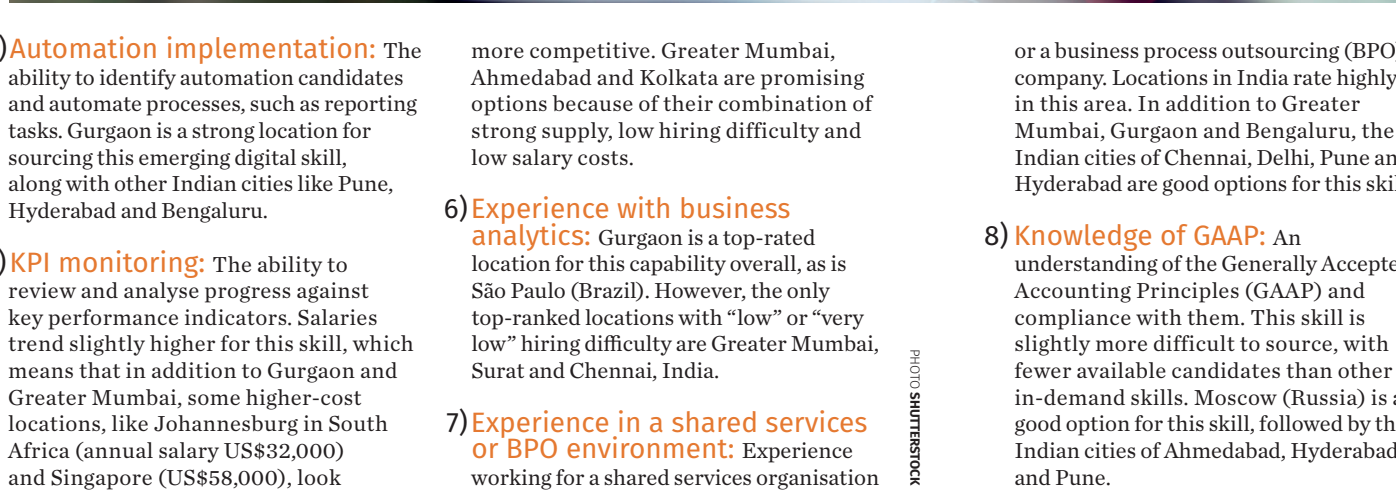 ) Automation implementation: The
ability to identify automation candidates
and automate processes, such as reporting
tasks. Gurgaon is a strong location for
sourcing this emerging digital skill,
along with other Indian cities like Pune,
Hyderabad and Bengaluru.
) KPI monitoring: The ability to
review and analyse progress against
key performance indicators. Salaries
trend slightly higher for this skill, which
means that in addition to Gurgaon and
Greater Mumbai, some higher-cost
locations, like Johannesburg in South
Africa (annual salary US$32,000)
and Singapore (US$58,000), look
more competitive. Greater Mumbai,
Ahmedabad and Kolkata are promising
options because of their combination of
strong supply, low hiring difficulty and
low salary costs.
6) Experience with business
analytics: Gurgaon is a top-rated
location for this capability overall, as is
São Paulo (Brazil). However, the only
top-ranked locations with “low” or “very
low” hiring difficulty are Greater Mumbai,
Surat and Chennai, India.
7) Experience in a shared services
or BPO environment: Experience
working for a shared services organisation
PHOTO SHUTTERSTOCK
or a business process outsourcing (BPO)
company. Locations in India rate highly
in this area. In addition to Greater
Mumbai, Gurgaon and Bengaluru, the
Indian cities of Chennai, Delhi, Pune an
Hyderabad are good options for this skil
8) Knowledge of GAAP: An
understanding of the Generally Accepte
Accounting Principles (GAAP) and
compliance with them. This skill is
slightly more difficult to source, with
fewer available candidates than other
in-demand skills. Moscow (Russia) is a
good option for this skill, followed by th
Indian cities of Ahmedabad, Hyderabad
and Pune.